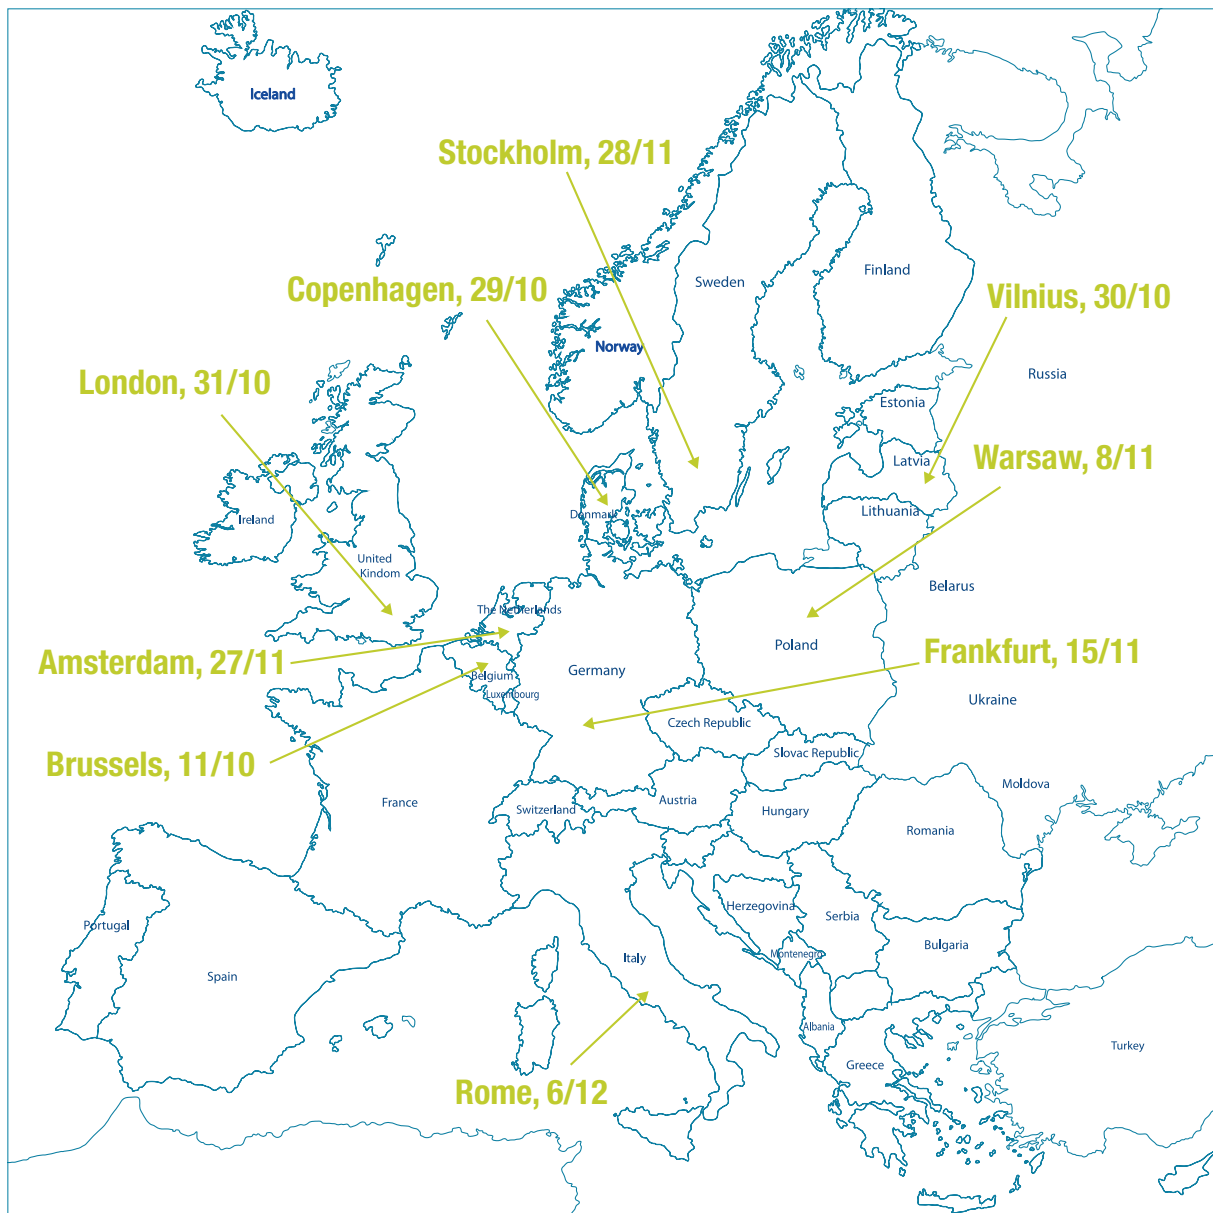 Iceland
Stockholm, 28/11
Sweden
Finland
Copenhagen, 29/10
Vilnius, 30/10
Norway
Russia
London, 31/10
Estonia
Latvia
Warsaw, 8/11
Denmark
Lithuania
Ireland
United
Kindom
Belarus
The Netherlands
Poland
Frankfurt, 15/11
Amsterdam, 27/11
Germany
Belgium
Luxembourg
Ukraine
Czech Republic
Slovac Republic
Brussels, 11/10
Moldova
France
Switzerland
Austria
Hungary
Romania
Herzegovina
Serbia
Portugal
Bulgaria
Montenegro
Italy
Spain
Albania
Turkey
Greece
Rome, 6/12